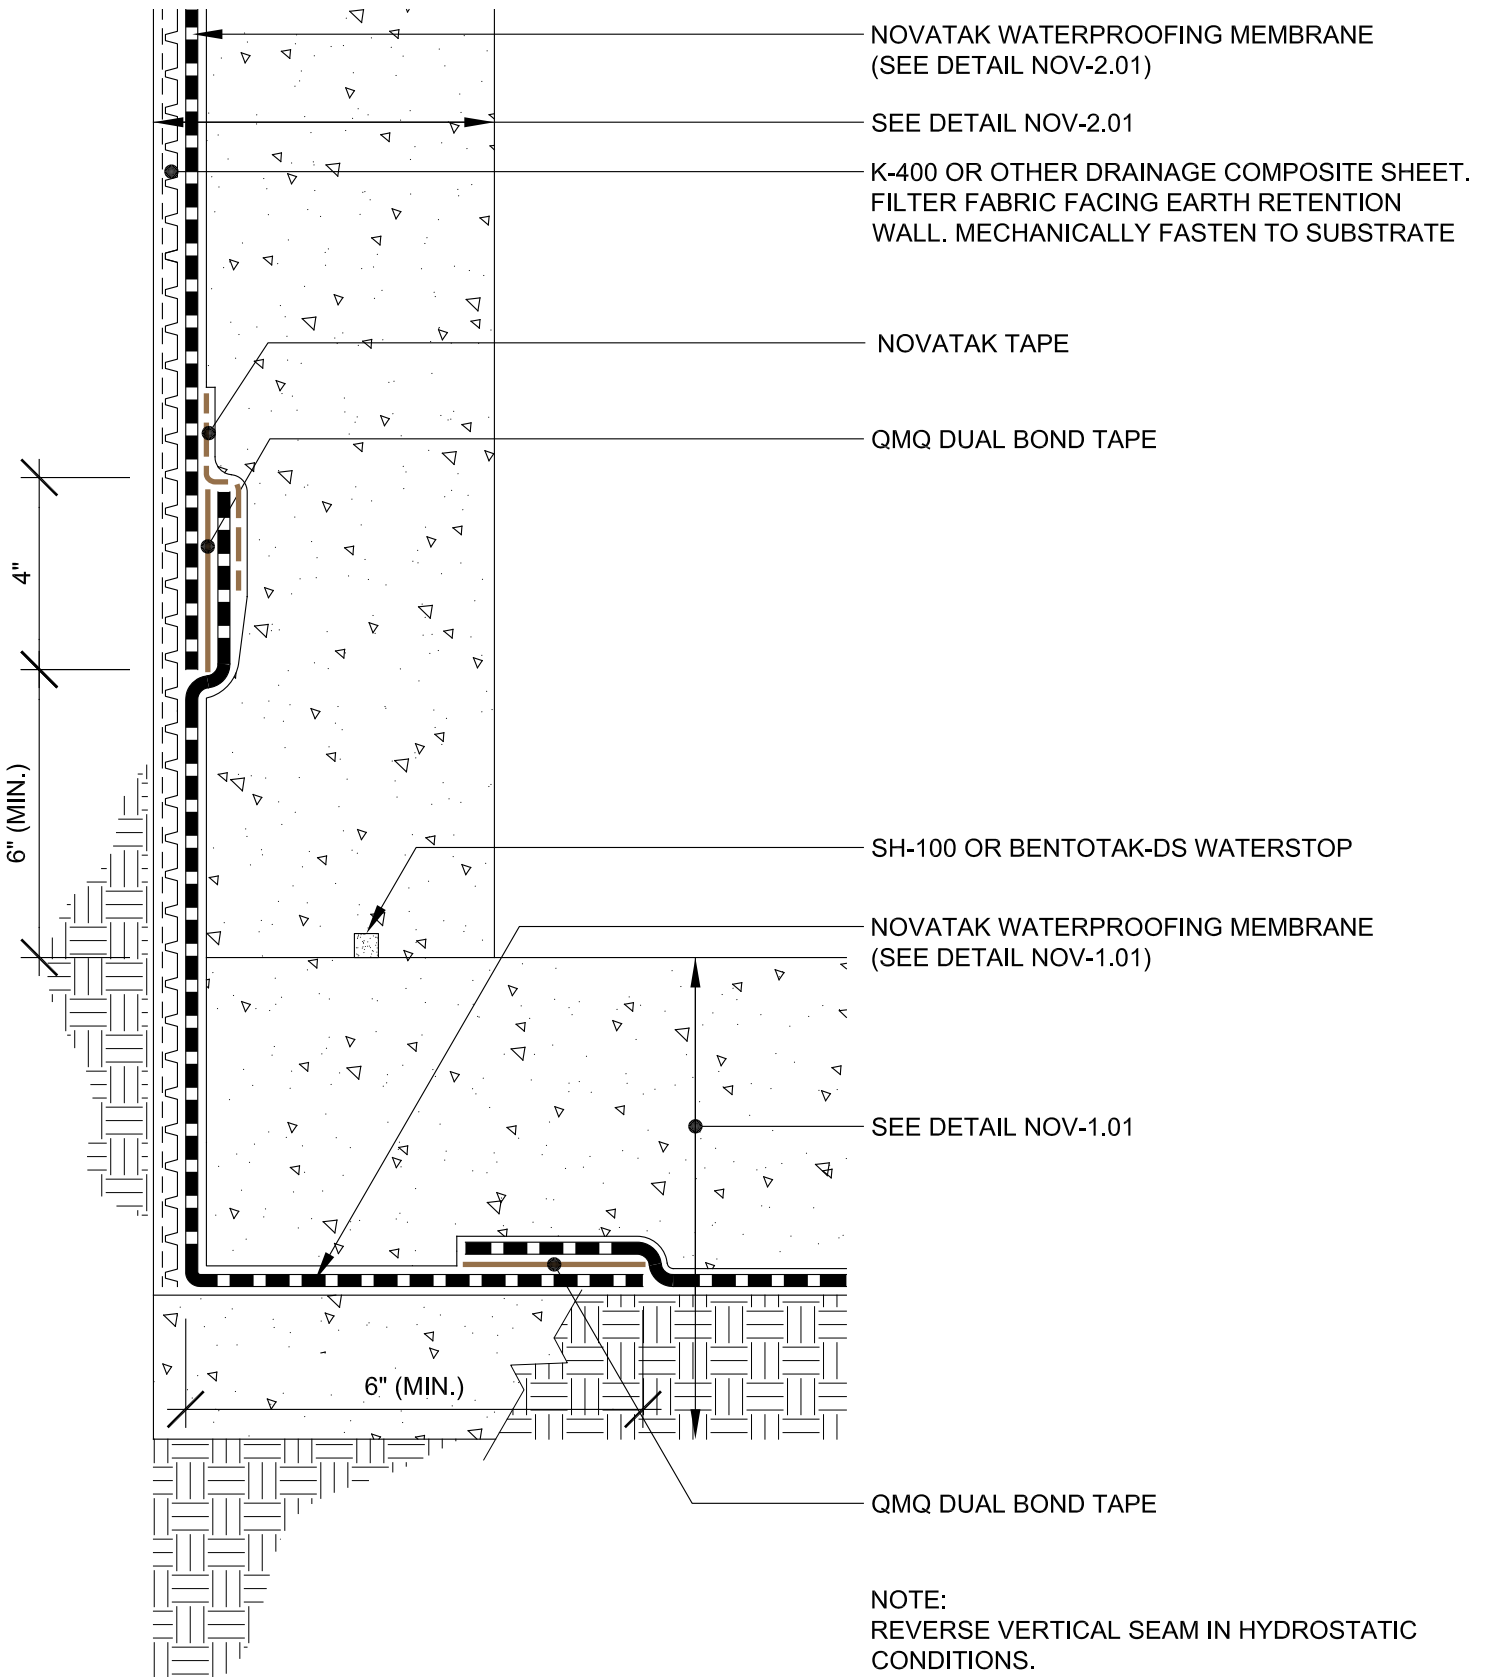 NOVATAK WATERPROOFING MEMBRANE
(SEE DETAIL NOV-2.01)
SEE DETAIL NOV-2.01
K-400 OR OTHER DRAINAGE COMPOSITE SHEET.
FILTER FABRIC FACING EARTH RETENTION
WALL. MECHANICALLY FASTEN TO SUBSTRATE
NOVATAK TAPE
QMQ DUAL BOND TAPE
4"
6" (MIN.)
SH-100 OR BENTOTAK-DS WATERSTOP
NOVATAK WATERPROOFING MEMBRANE
(SEE DETAIL NOV-1.01)
SEE DETAIL NOV-1.01
6" (MIN.)
QMQ DUAL BOND TAPE
NOTE:
REVERSE VERTICAL SEAM IN HYDROSTATIC
CONDITIONS.